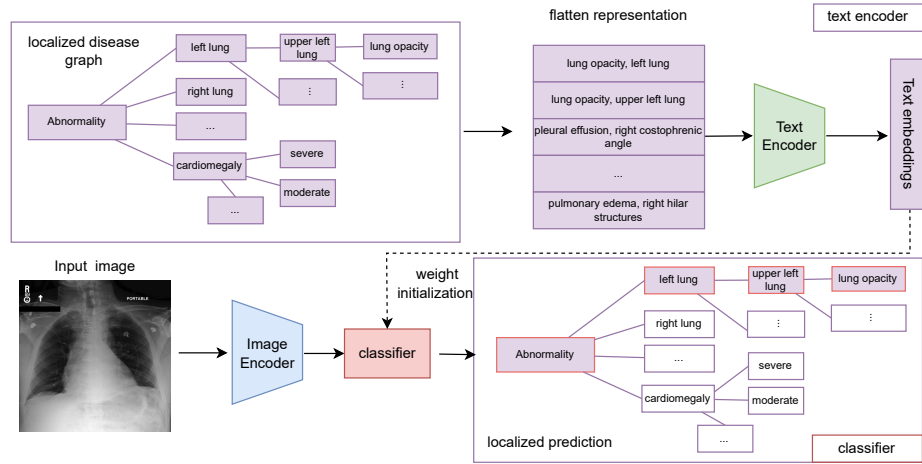 flatten representation
text encoder
localized disease
graph
left lung
upper left
lung
lung opacity
⋮
⋮
right lung
Abnormality
...
cardiomegaly
severe
moderate
...
lung opacity, left lung
lung opacity, upper left lung
pleural effusion, right costophrenic
angle
...
pulmonary edema, right hilar
structures
Text
Encoder
Text embeddings
Input image
R
PORTABLE
Image
Encoder
weight
initialization
classifier
left lung
upper left
lung
lung opacity
⋮
⋮
right lung
Abnormality
...
cardiomegaly
severe
moderate
...
localized prediction
classifier